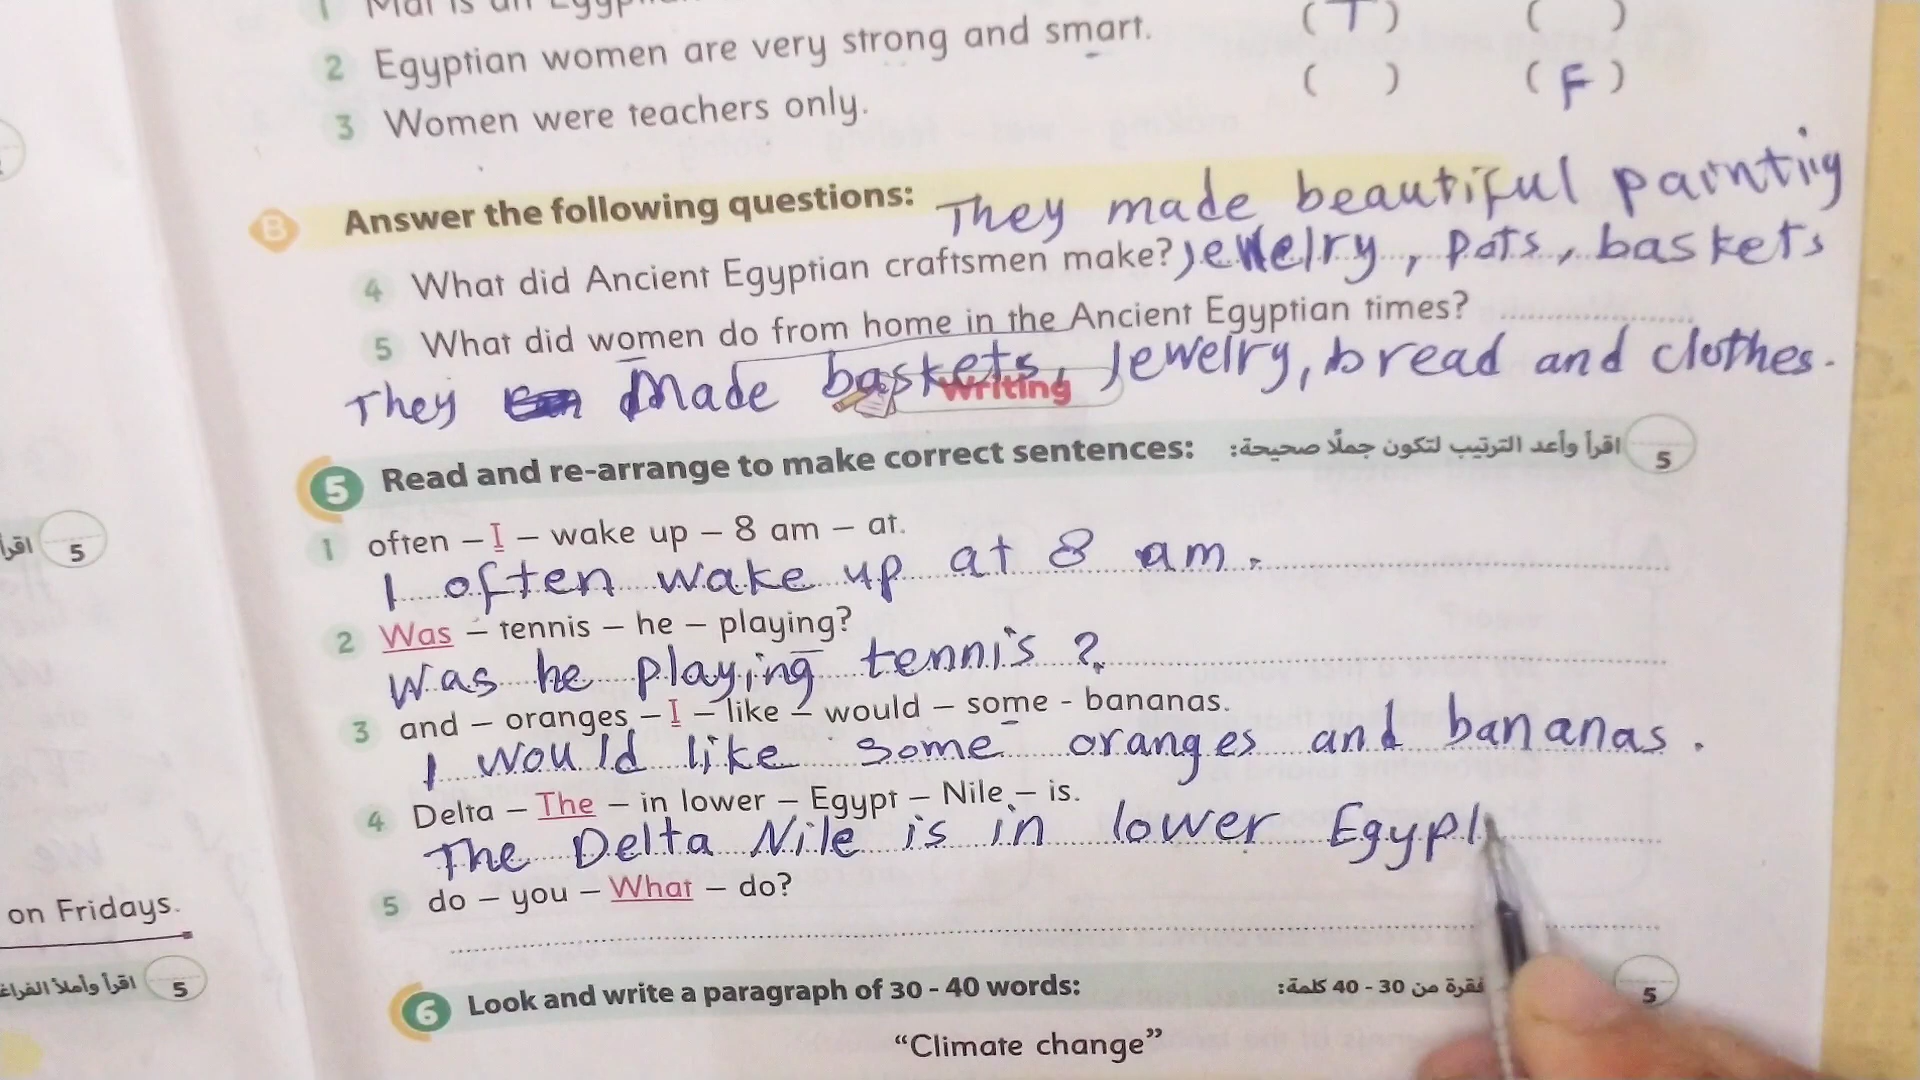 2 Egyptian women are very strong and smart. ( T ) ( )
3 Women were teachers only. ( ) ( F )
B Answer the following questions: They made beautiful
4 What did Ancient Egyptian craftsmen make? jewelry, pots, baskets
5 What did women do from home in the Ancient Egyptian times?
They made baskets, Jewelry, bread and clothes.
Writing
5 Read and re-arrange to make correct sentences: اقرأ وأعد الترتيب لتكون جملًا صحيحة: 5
1 often – I – wake up – 8 am – at.
I often wake up at 8 am.
2 Was – tennis – he – playing?
Was he playing tennis ?
3 and – oranges – I – like – would – some - bananas.
I would like some oranges and bananas.
4 Delta – The – in lower – Egypt – Nile – is.
The Delta Nile is in lower Egypt
5 do – you – What – do?
6 Look and write a paragraph of 30 - 40 words: فقرة من 30 - 40 كلمة: 5
“Climate change”
5
on Fridays.
اقرأ وأملأ 5